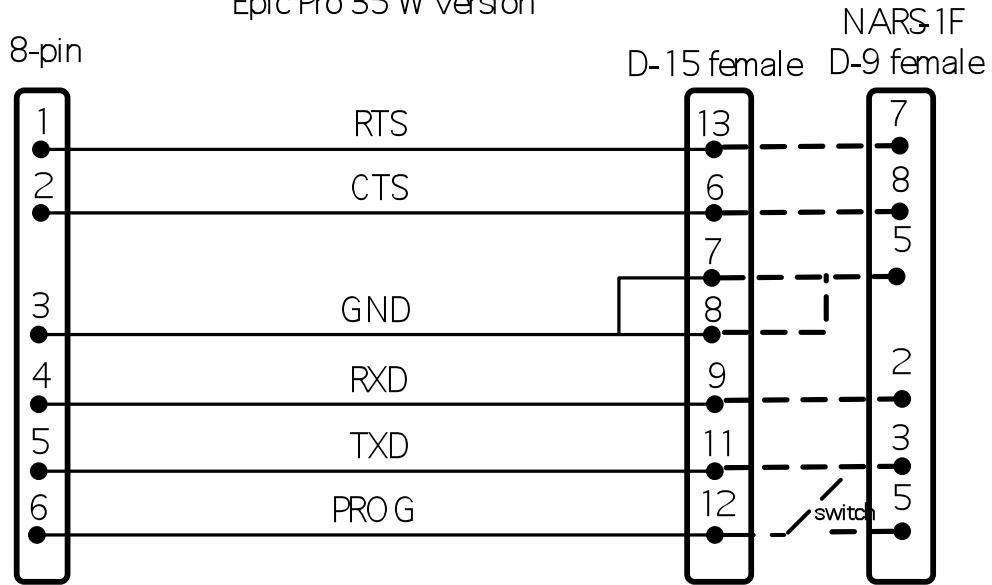 Epic Pro 55 W version
NARS-1F
8-pin
D-15 female
D-9 female
1
RTS
13
7
2
CTS
6
8
7
5
3
GND
8
4
RXD
9
2
5
TXD
11
3
6
PROG
12
switch
5